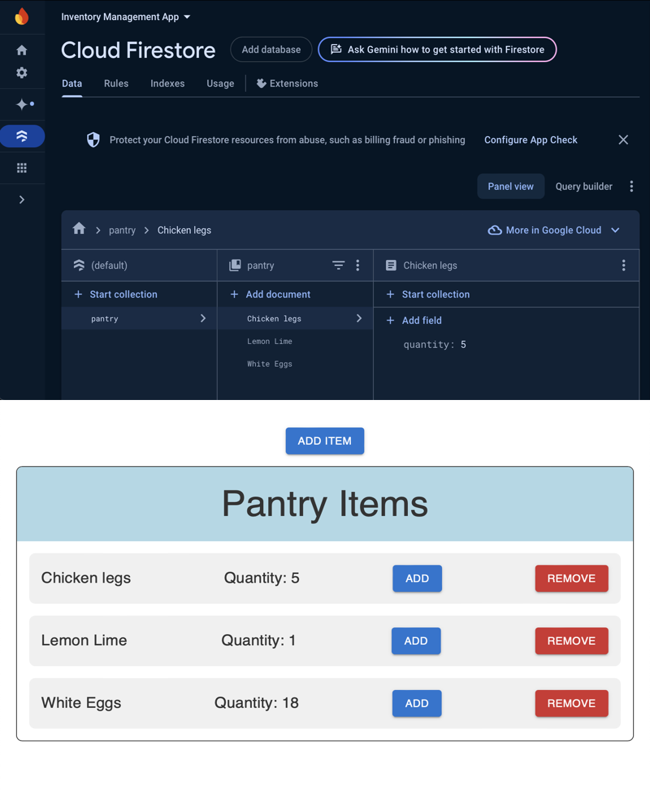 Inventory Management App
Cloud Firestore
Add database
Ask Gemini how to get started with Firestore
Data Rules Indexes Usage Extensions
Protect your Cloud Firestore resources from abuse, such as billing fraud or phishing Configure App Check
Panel view Query builder
pantry Chicken legs More in Google Cloud
(default) pantry Chicken legs
Start collection Add document Start collection
pantry Chicken legs Add field
Lemon Lime quantity: 5
White Eggs
ADD ITEM
Pantry Items
Chicken legs Quantity: 5 ADD REMOVE
Lemon Lime Quantity: 1 ADD REMOVE
White Eggs Quantity: 18 ADD REMOVE